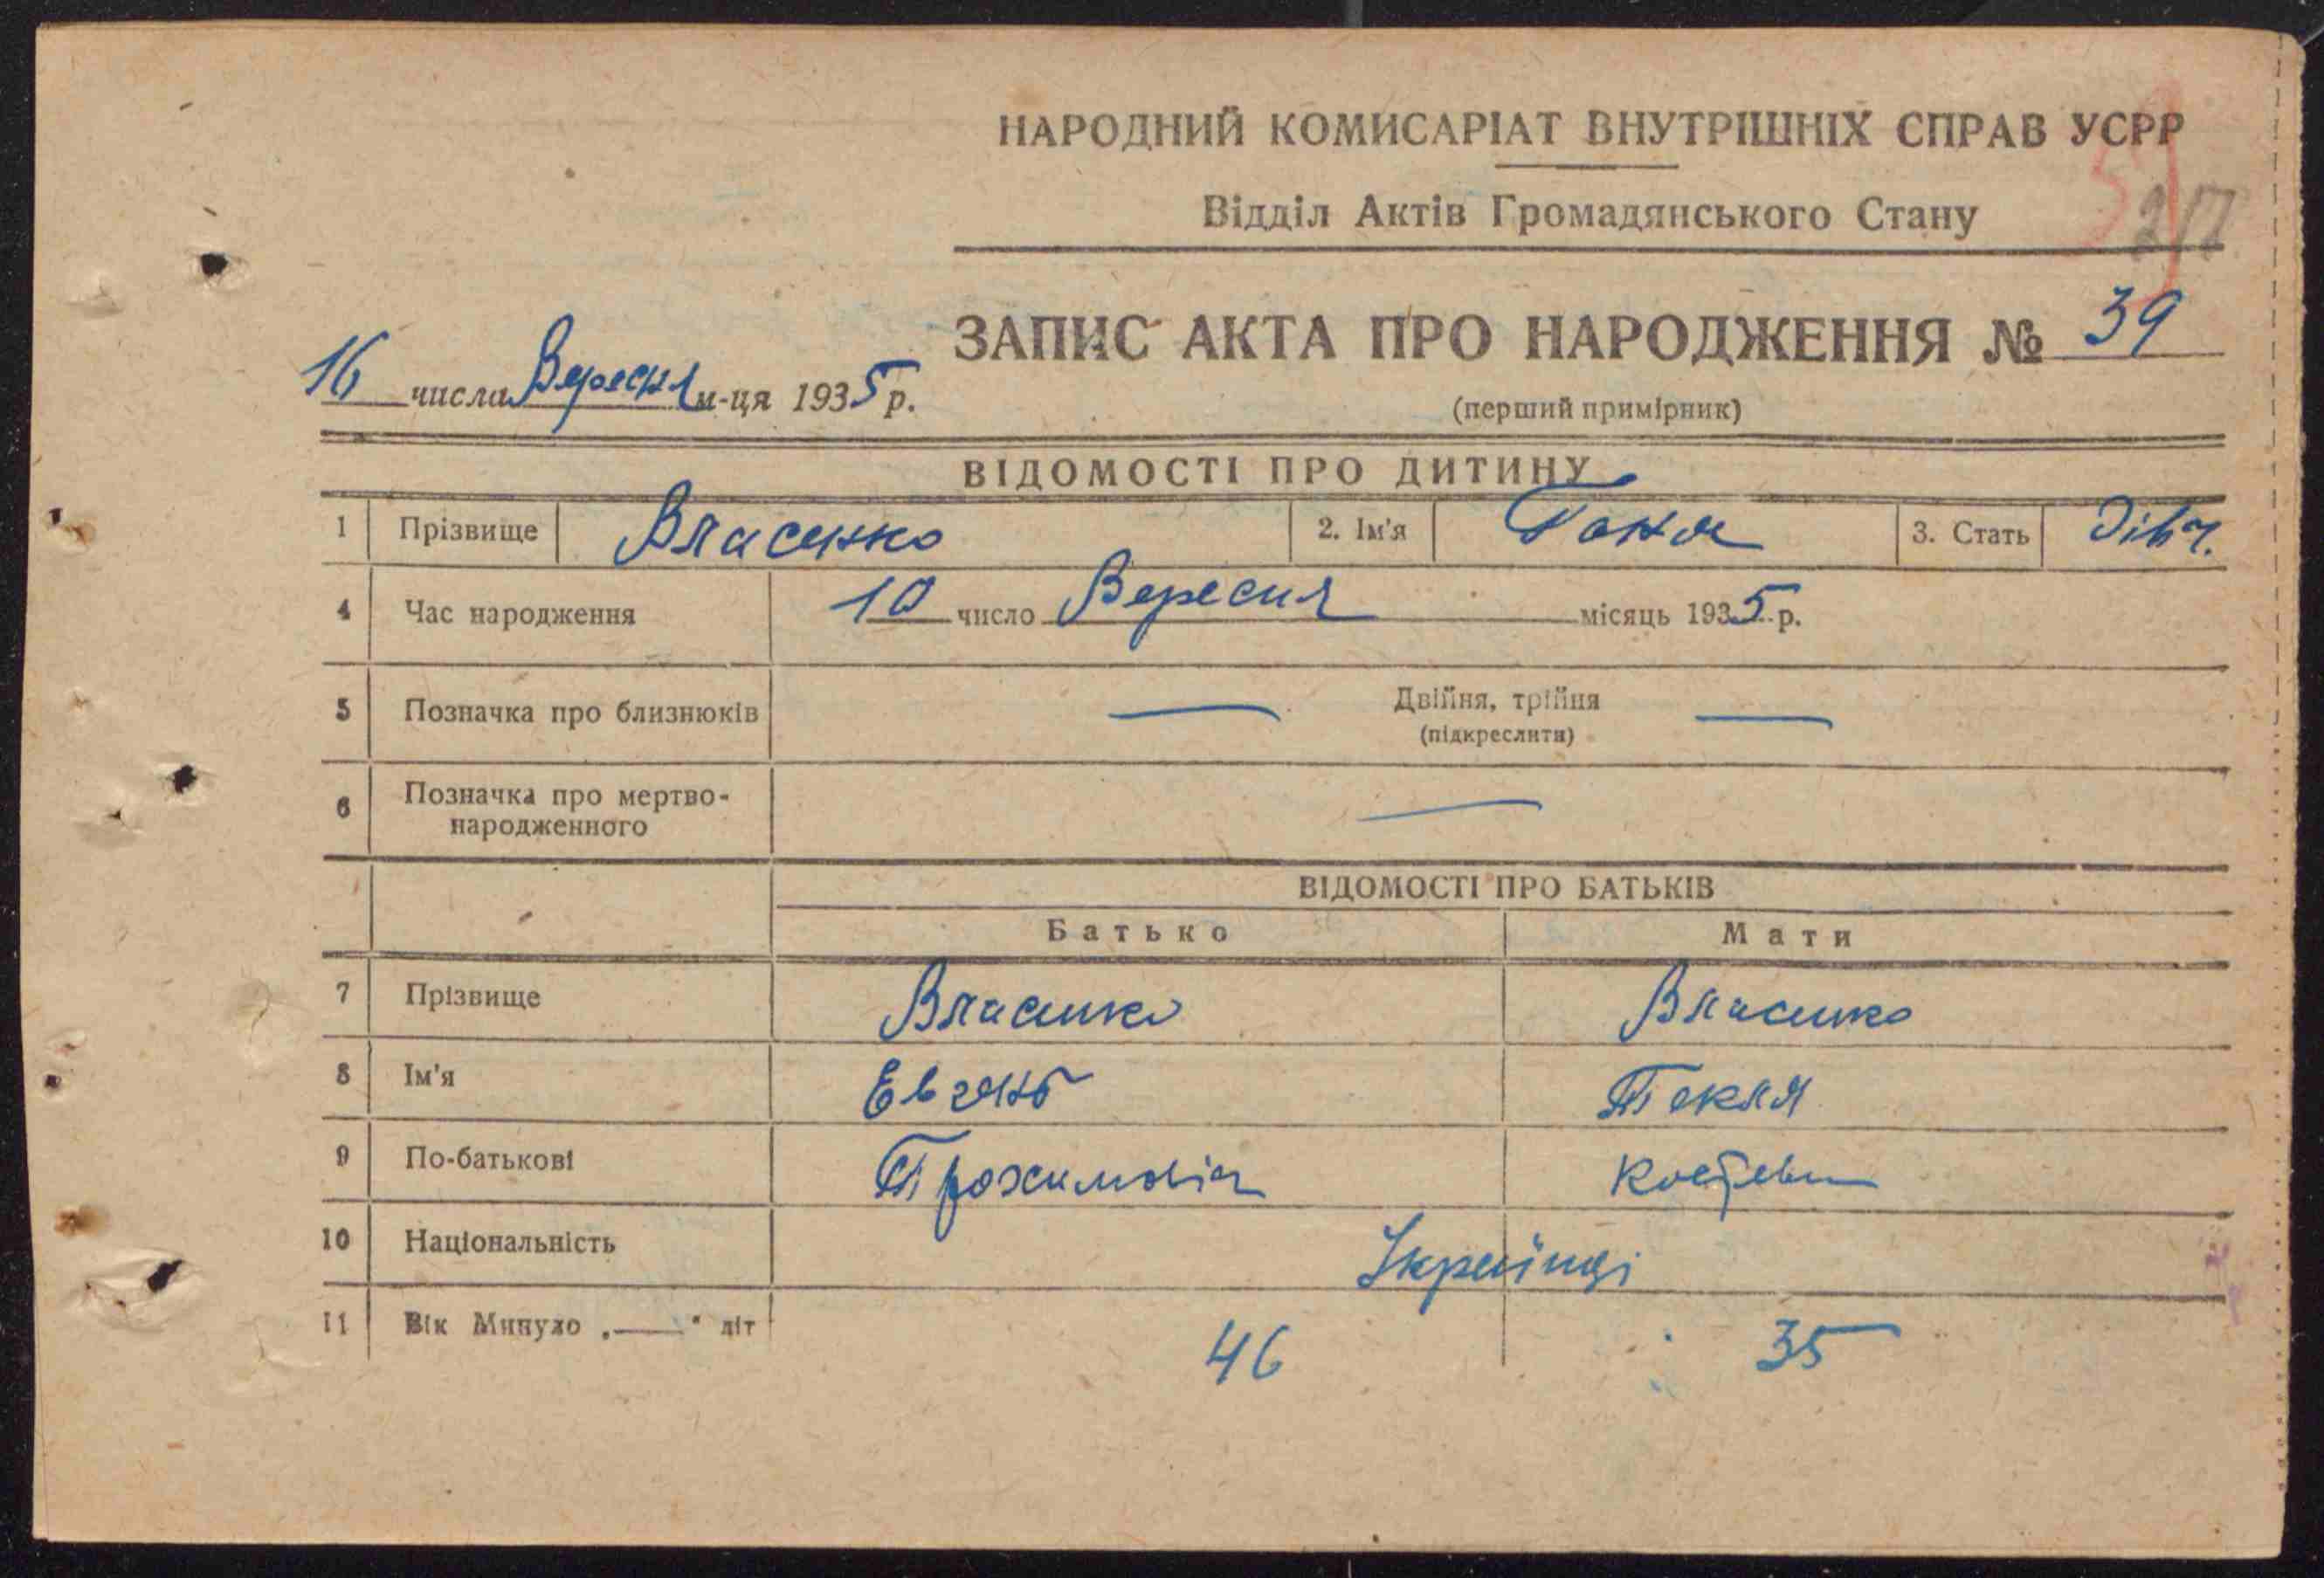 НАРОДНИЙ КОМИСАРІАТ ВНУТРІШНІХ СПРАВ УСРР
Відділ Актів Громадянського Стану
217
ЗАПИС АКТА ПРО НАРОДЖЕННЯ № 39
16 числа Вересня м-ця 1935 р.
(перший примірник)
ВІДОМОСТІ ПРО ДИТИНУ
1 Прізвище Власенко 2. Ім'я Ганя 3. Стать Дівч.
4 Час народження 10 число Вересня місяць 1935 р.
5 Позначка про близнюків — Двійня, трійня —
(підкреслити)
6 Позначка про мертво-
народженного —
ВІДОМОСТІ ПРО БАТЬКІВ
Батько Мати
7 Прізвище Власенко Власенко
8 Ім'я Евгень Текля
9 По-батькові
10 Національність Українці
11 Вік Минуло „—" літ 46 35